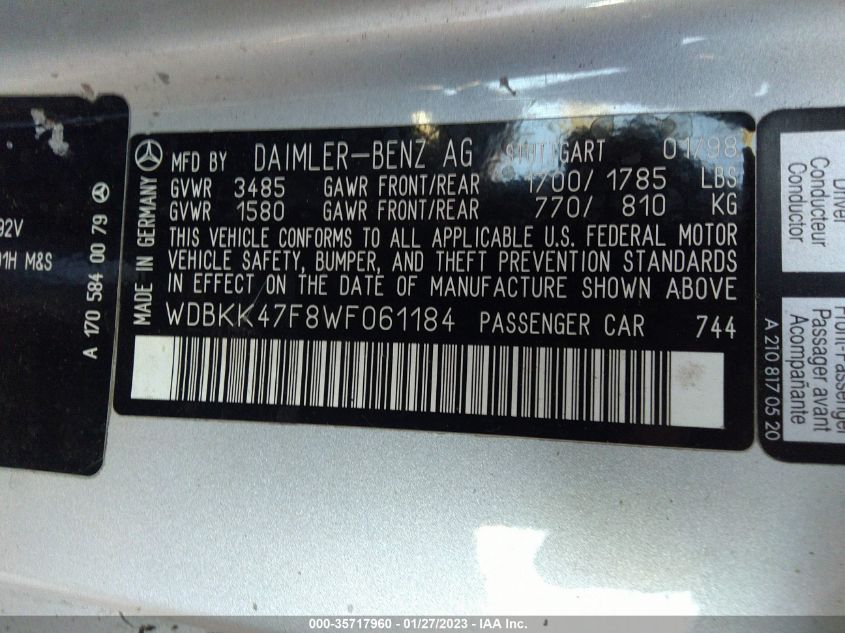 92V
01H M&S
A 170 584 00 79
MADE IN GERMANY
MFD BY DAIMLER-BENZ AG STUTTGART 01/98
GVWR 3485 GAWR FRONT/REAR 1700/ 1785 LBS
GVWR 1580 GAWR FRONT/REAR 770/ 810 KG
THIS VEHICLE CONFORMS TO ALL APPLICABLE U.S. FEDERAL MOTOR
VEHICLE SAFETY, BUMPER, AND THEFT PREVENTION STANDARDS
IN EFFECT ON THE DATE OF MANUFACTURE SHOWN ABOVE
WDBKK47F8WF061184 PASSENGER CAR 744
Driver
Conducteur
Conductor
Front-Passenger
Passager avant
Acompañante
A 210 817 05 20
000-35717960 - 01/27/2023 - IAA Inc.